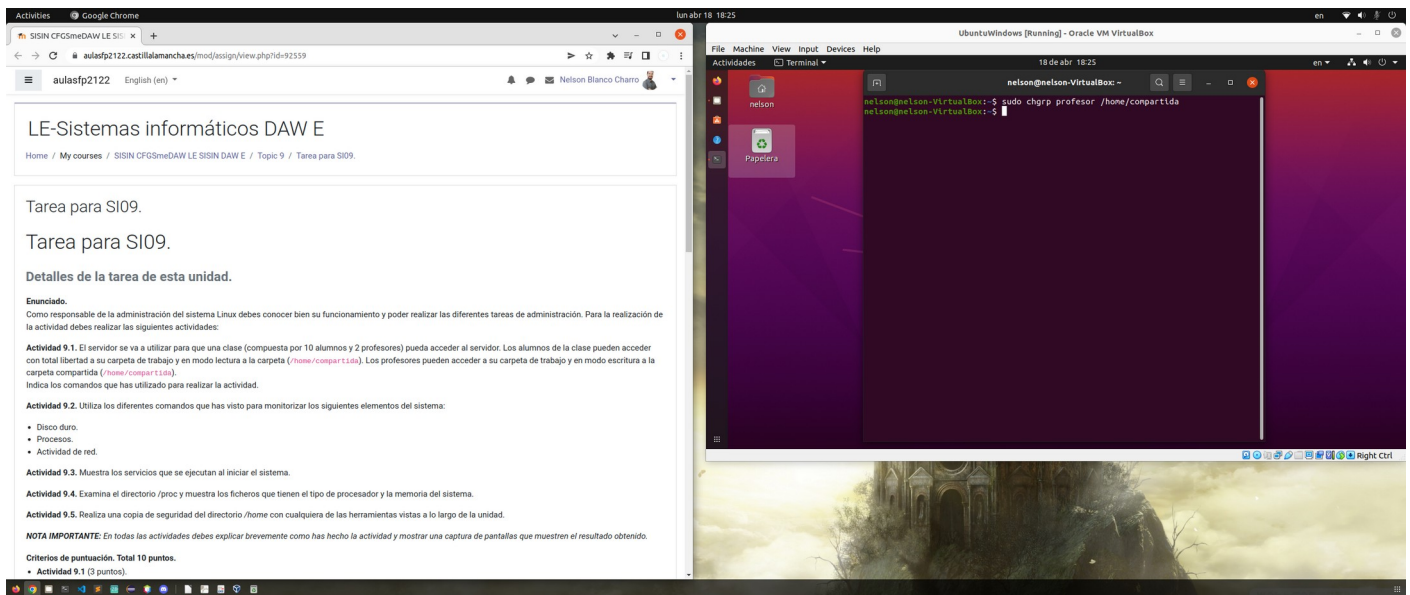 Activities Google Chrome lun abr 18 18:25 en
SISIN CFGSmeDAW LE SIS
aulasfp2122.castillalamancha.es/mod/assign/view.php?id=92559
aulasfp2122 English (en) Nelson Blanco Charro
LE-Sistemas informáticos DAW E
Home / My courses / SISIN CFGSmeDAW LE SISIN DAW E / Topic 9 / Tarea para SI09.
Tarea para SI09.
Tarea para SI09.
Detalles de la tarea de esta unidad.
Enunciado.
Como responsable de la administración del sistema Linux debes conocer bien su funcionamiento y poder realizar las diferentes tareas de administración. Para la realización de
la actividad debes realizar las siguientes actividades:
Actividad 9.1. El servidor se va a utilizar para que una clase (compuesta por 10 alumnos y 2 profesores) pueda acceder al servidor. Los alumnos de la clase pueden acceder
con total libertad a su carpeta de trabajo y en modo lectura a la carpeta (/home/compartida). Los profesores pueden acceder a su carpeta de trabajo y en modo escritura a la
carpeta compartida (/home/compartida).
Indica los comandos que has utilizado para realizar la actividad.
Actividad 9.2. Utiliza los diferentes comandos que has visto para monitorizar los siguientes elementos del sistema:
• Disco duro.
• Procesos.
• Actividad de red.
Actividad 9.3. Muestra los servicios que se ejecutan al iniciar el sistema.
Actividad 9.4. Examina el directorio /proc y muestra los ficheros que tienen el tipo de procesador y la memoria del sistema.
Actividad 9.5. Realiza una copia de seguridad del directorio /home con cualquiera de las herramientas vistas a lo largo de la unidad.
NOTA IMPORTANTE: En todas las actividades debes explicar brevemente como has hecho la actividad y mostrar una captura de pantallas que muestren el resultado obtenido.
Criterios de puntuación. Total 10 puntos.
• Actividad 9.1 (3 puntos).
UbuntuWindows [Running] - Oracle VM VirtualBox
File Machine View Input Devices Help
Actividades Terminal 18 de abr 18:25 en
nelson@nelson-VirtualBox: ~
nelson
Papelera
nelson@nelson-VirtualBox:~$ sudo chgrp profesor /home/compartida
nelson@nelson-VirtualBox:~$
Right Ctrl